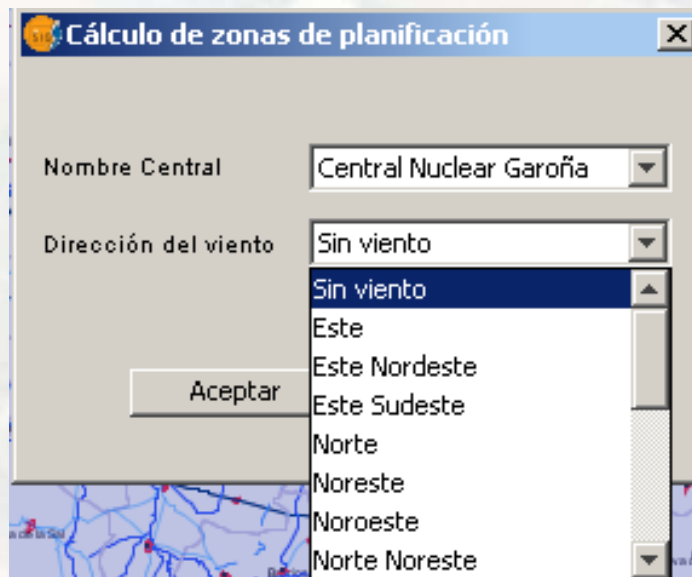 SIG
Cálculo de zonas de planificación
Nombre Central
Central Nuclear Garoña
Dirección del viento
Sin viento
Sin viento
Este
Este Nordeste
Este Sudeste
Aceptar
Norte
Noreste
Noroeste
Norte Noreste